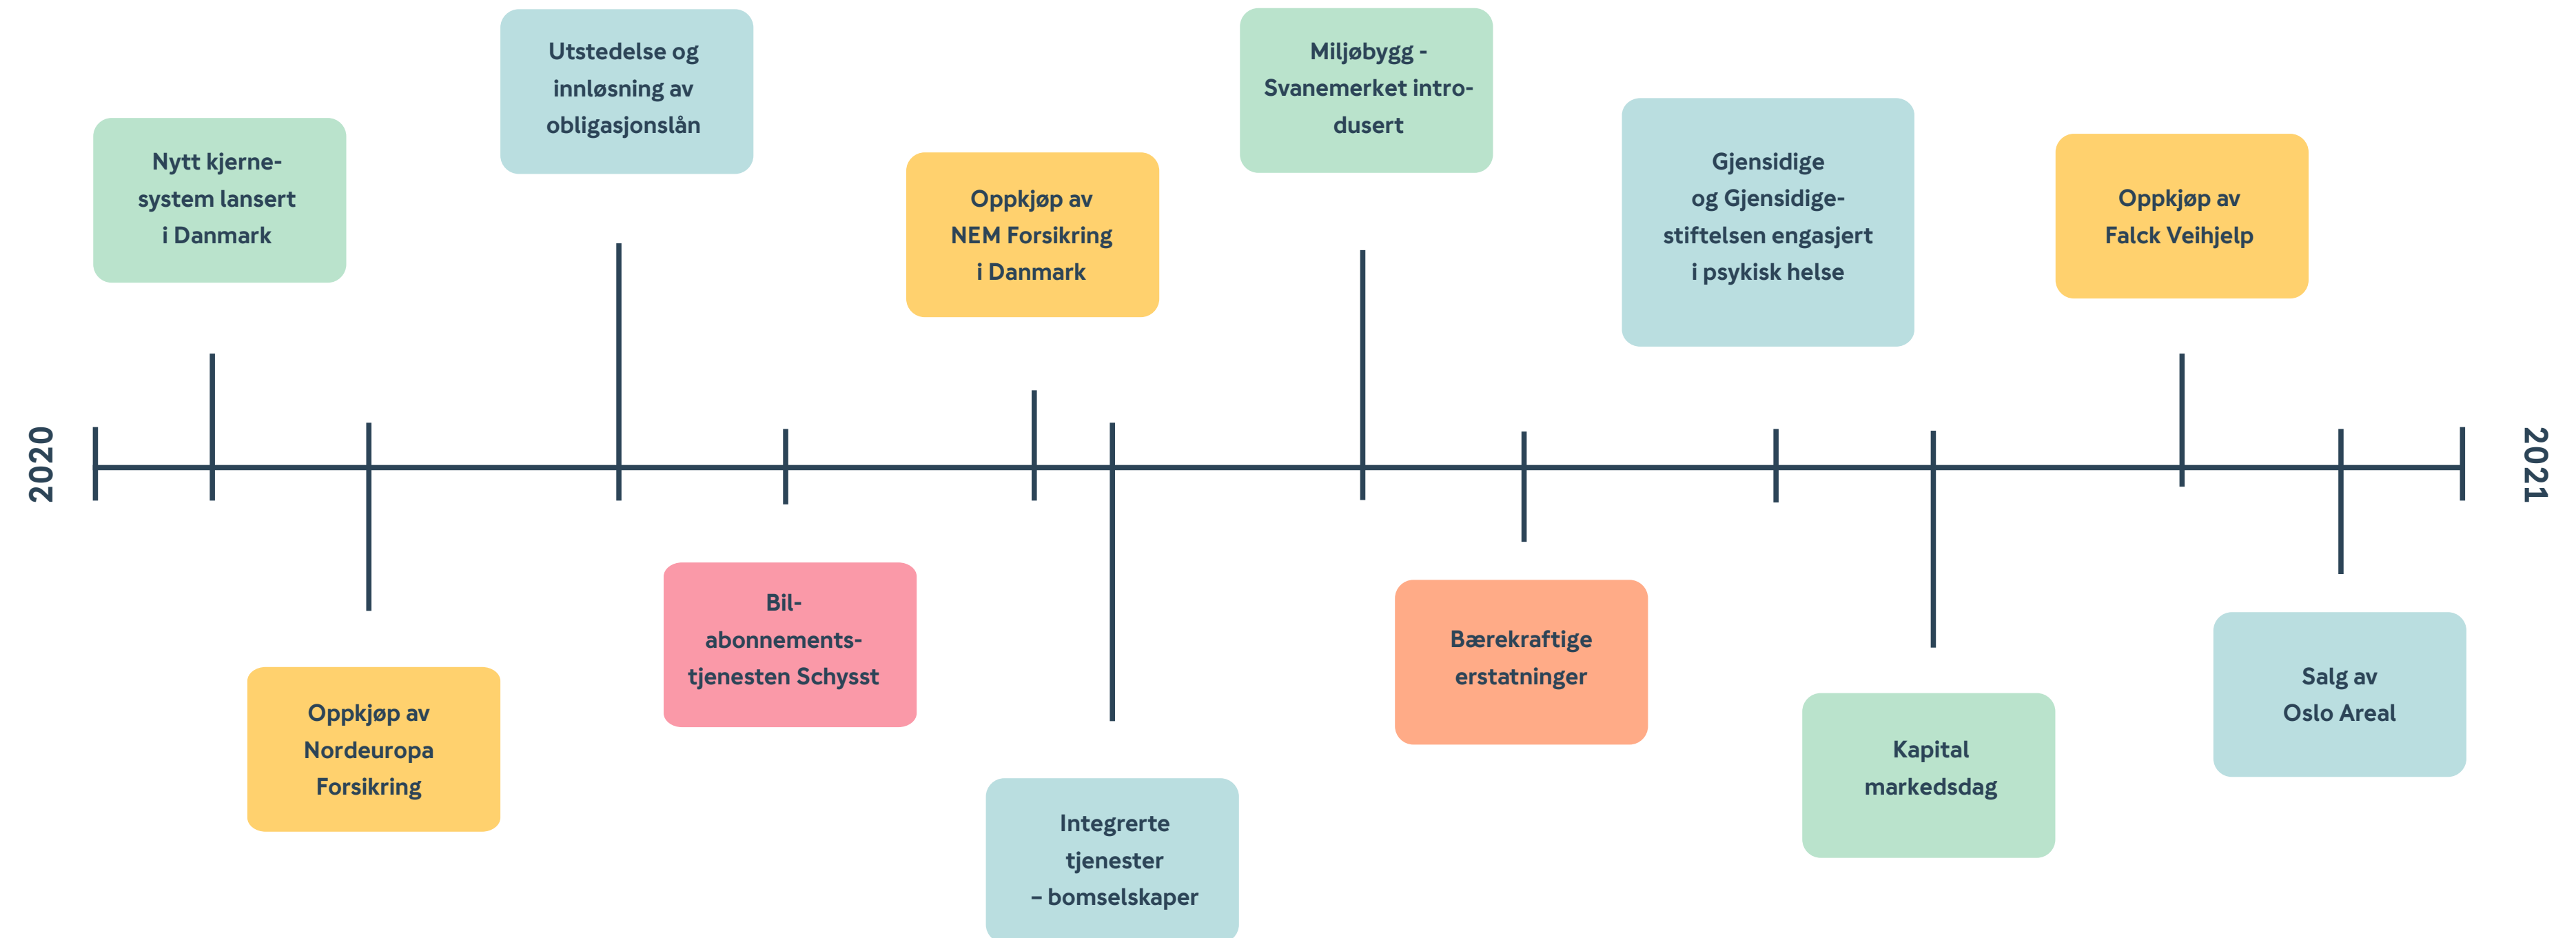 2020
Nytt kjerne-
system lansert
i Danmark
Oppkjøp av
Nordeuropa
Forsikring
Utstedelse og
innløsning av
obligasjonslån
Bil-
abonnements-
tjenesten Schysst
Oppkjøp av
NEM Forsikring
i Danmark
Integrerte
tjenester
– bomselskaper
Miljøbygg -
Svanemerket intro-
dusert
Bærekraftige
erstatninger
Gjensidige
og Gjensidige-
stiftelsen engasjert
i psykisk helse
Kapital
markedsdag
Oppkjøp av
Falck Veihjelp
Salg av
Oslo Areal
2021